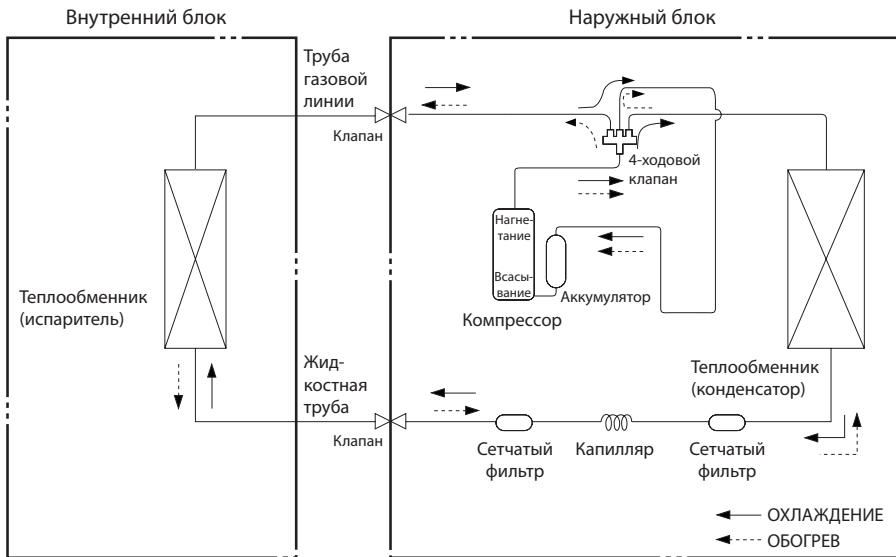 Внутренний блок
Наружный блок
Труба
газовой
линии
Клапан
4-ходовой
клапан
Нагне-
тание
Всасы-
вание
Аккумулятор
Компрессор
Теплообменник
(испаритель)
Теплообменник
(конденсатор)
Жид-
костная
труба
Клапан
Сетчатый
фильтр
Капилляр
Сетчатый
фильтр
ОХЛАЖДЕНИЕ
ОБОГРЕВ